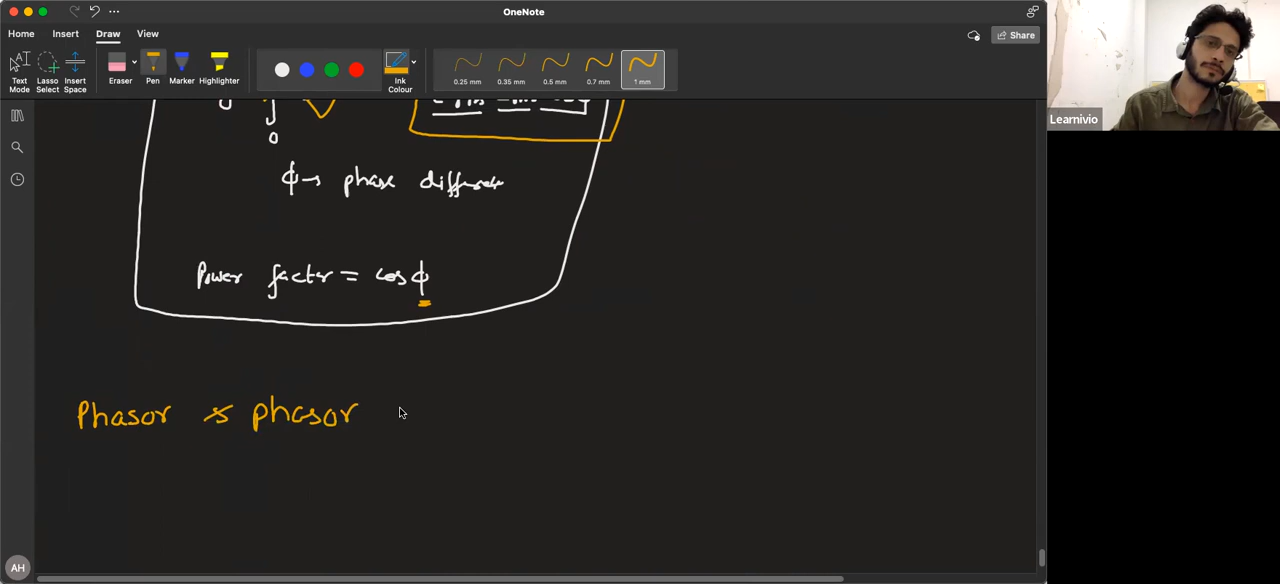 OneNote
Home Insert Draw View
Share
Text Mode
Lasso Select
Insert Space
Eraser
Pen
Marker
Highlighter
Ink Colour
0.25 mm
0.35 mm
0.5 mm
0.7 mm
1 mm
Learnivio
0
ϕ→ phase
Power factor = cosϕ
Phasor & phasor
AH